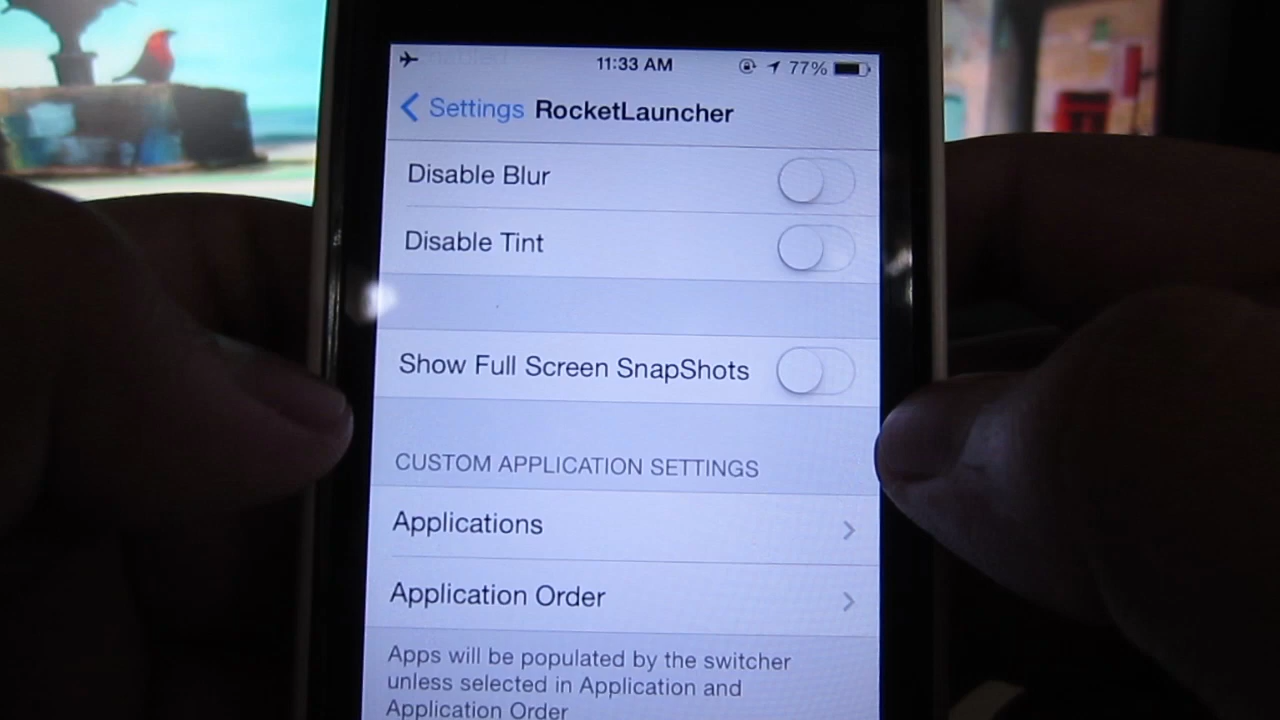 11:33 AM 77%
Settings RocketLauncher
Disable Blur
Disable Tint
Show Full Screen SnapShots
CUSTOM APPLICATION SETTINGS
Applications
Application Order
Apps will be populated by the switcher
unless selected in Application and
Application Order